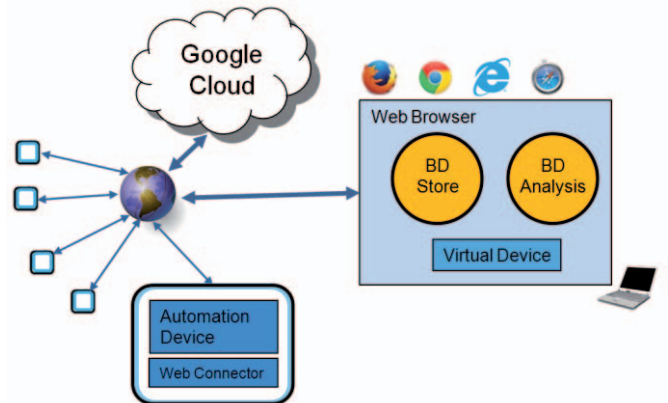 Google
Cloud
Web Browser
BD
Store
BD
Analysis
Virtual Device
Automation
Device
Web Connector